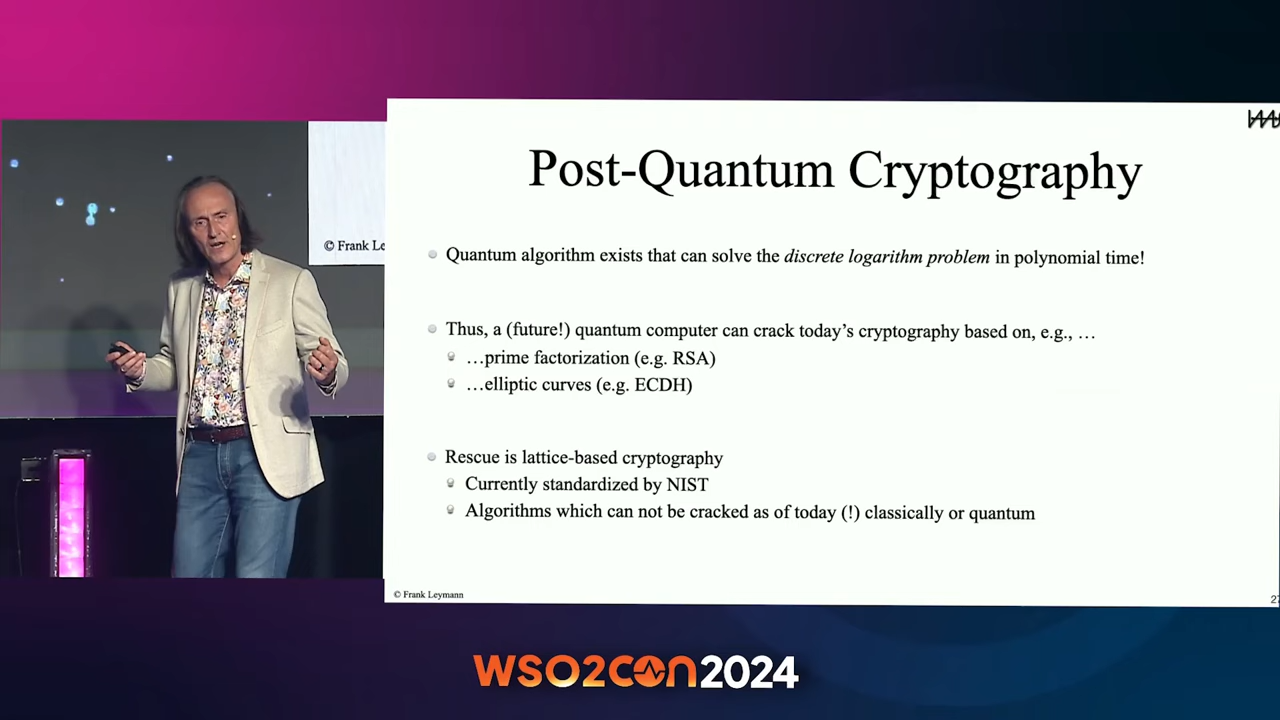 © Frank Le
IAAS
Post-Quantum Cryptography
Quantum algorithm exists that can solve the discrete logarithm problem in polynomial time!
Thus, a (future!) quantum computer can crack today's cryptography based on, e.g., …
…prime factorization (e.g. RSA)
…elliptic curves (e.g. ECDH)
Rescue is lattice-based cryptography
Currently standardized by NIST
Algorithms which can not be cracked as of today (!) classically or quantum
© Frank Leymann
WSO2CON2024